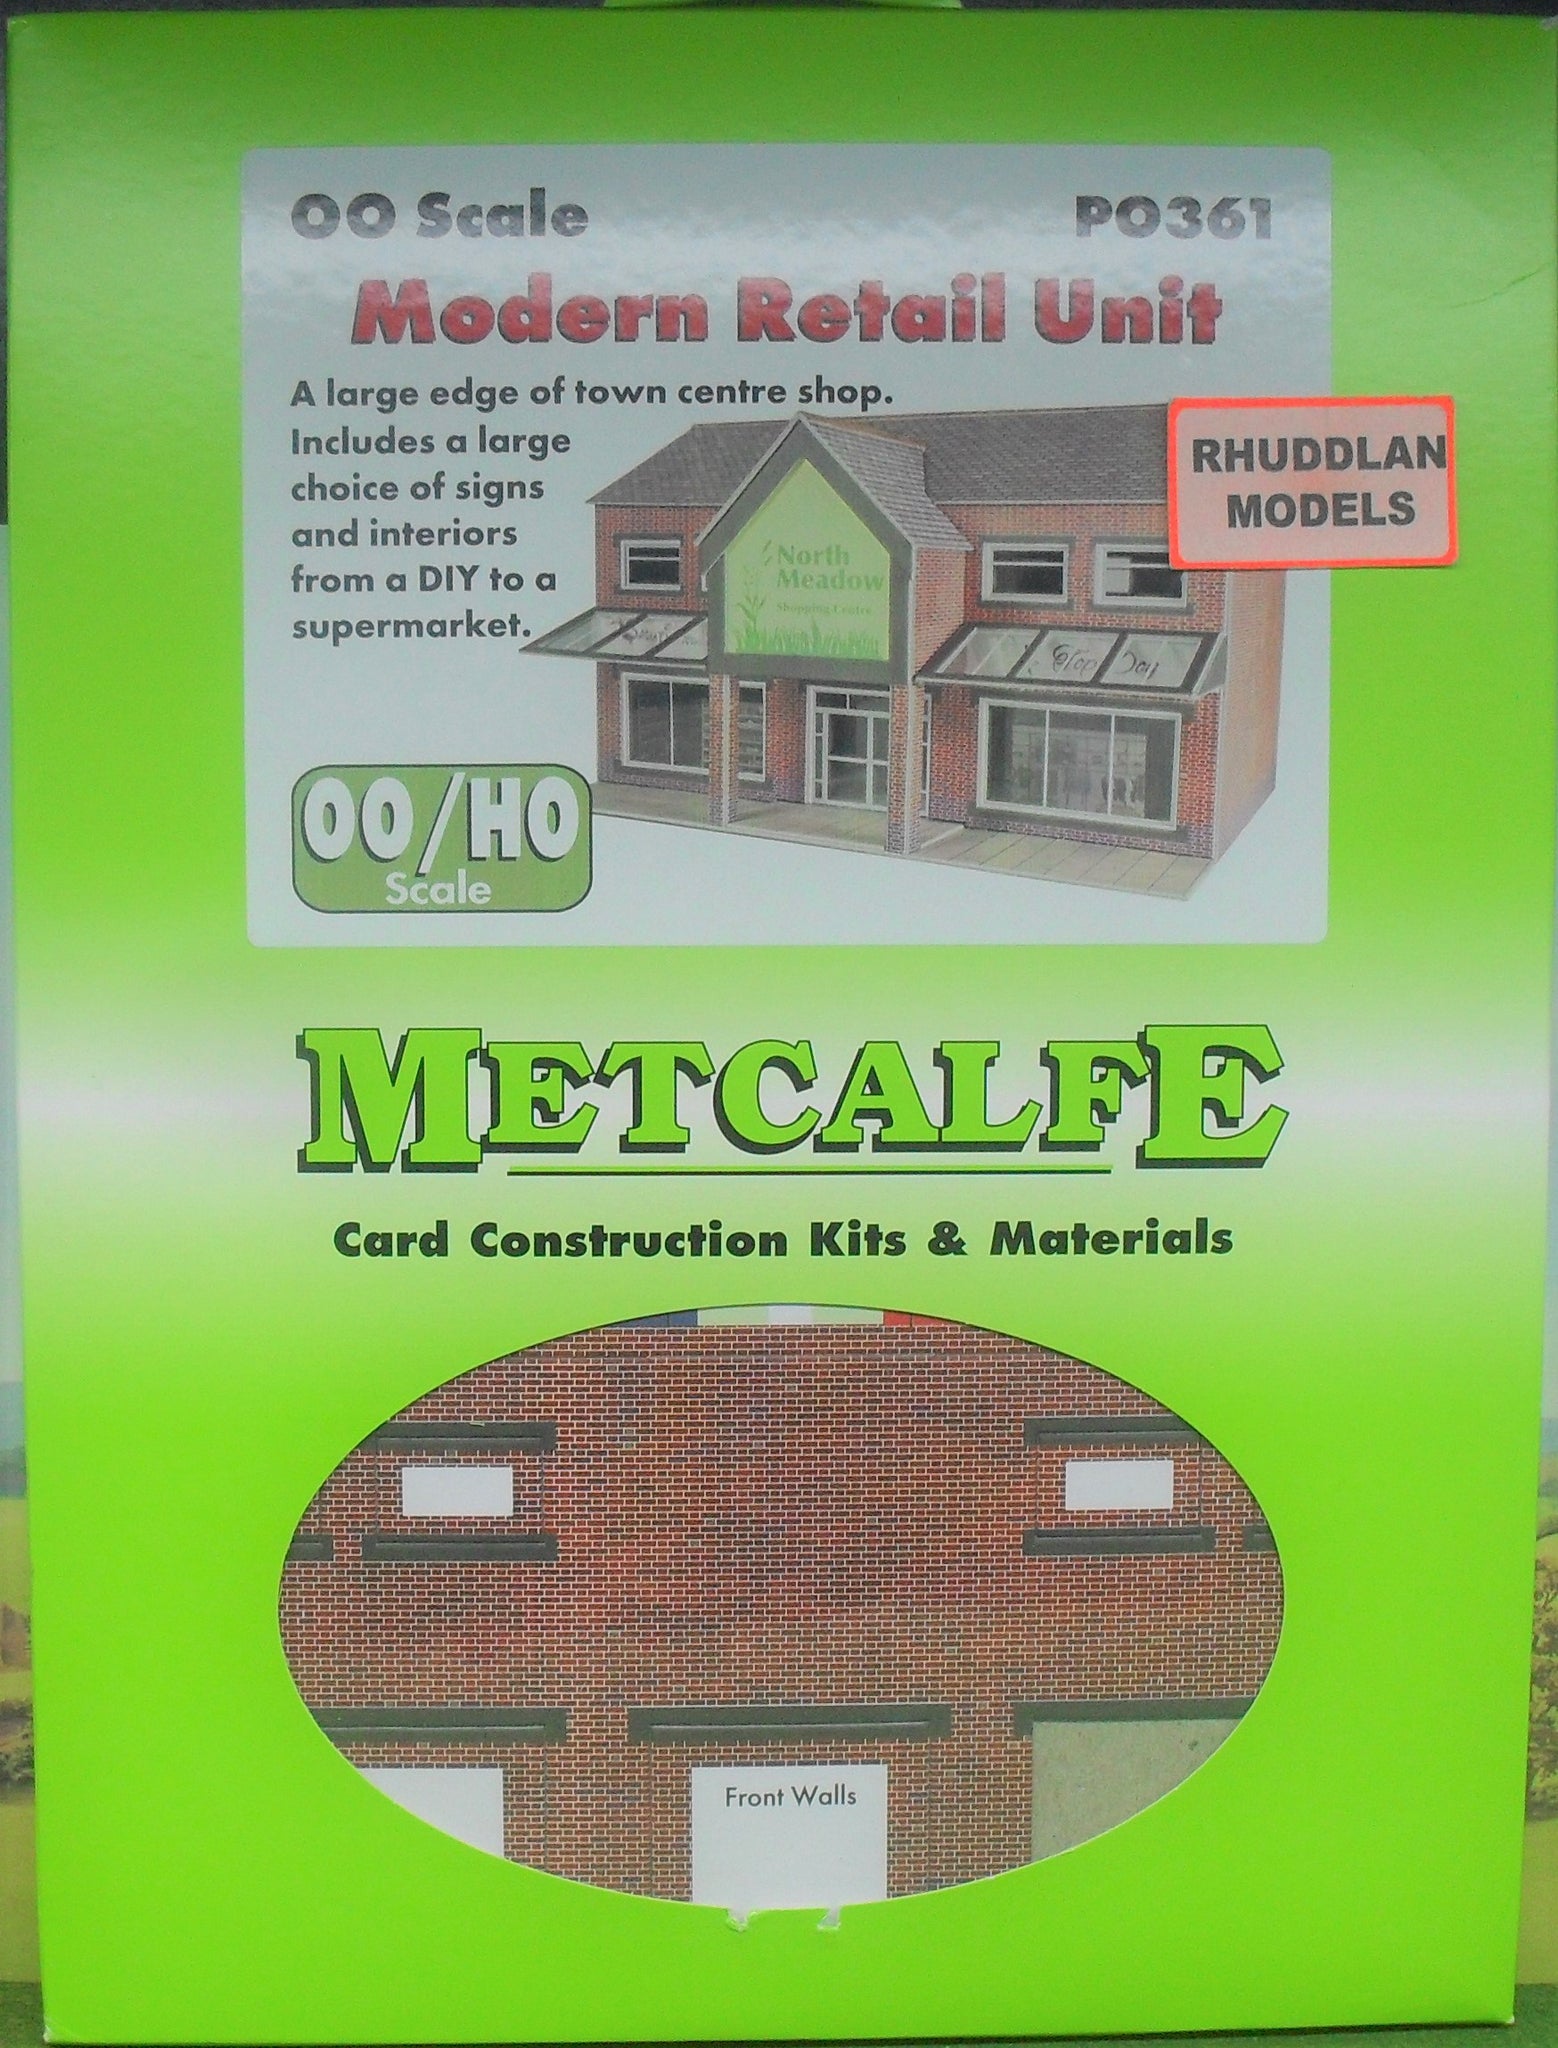 OO Scale
PO361
Modern Retail Unit
A large edge of town centre shop.
Includes a large
choice of signs
and interiors
from a DIY to a
supermarket.
RHUDDLAN
MODELS
North
Meadow
Shopping Centre
OO/HO
Scale
METCALFE
Card Construction Kits & Materials
Front Walls